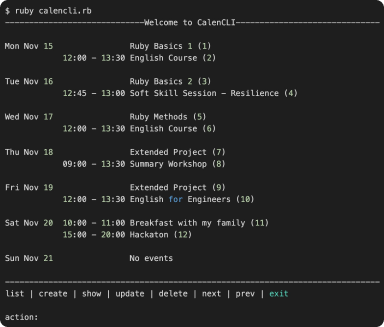 $ ruby calencli.rb
-----------------------------Welcome to CalenCLI------------------------------
Mon Nov 15                Ruby Basics 1 (1)
            12:00 - 13:30 English Course (2)
Tue Nov 16                Ruby Basics 2 (3)
            12:45 - 13:00 Soft Skill Session - Resilience (4)
Wed Nov 17                Ruby Methods (5)
            12:00 - 13:30 English Course (6)
Thu Nov 18                Extended Project (7)
            09:00 - 13:30 Summary Workshop (8)
Fri Nov 19                Extended Project (9)
            12:00 - 13:30 English for Engineers (10)
Sat Nov 20  10:00 - 11:00 Breakfast with my family (11)
            15:00 - 20:00 Hackaton (12)
Sun Nov 21                No events
------------------------------------------------------------------------------
list | create | show | update | delete | next | prev | exit
action: